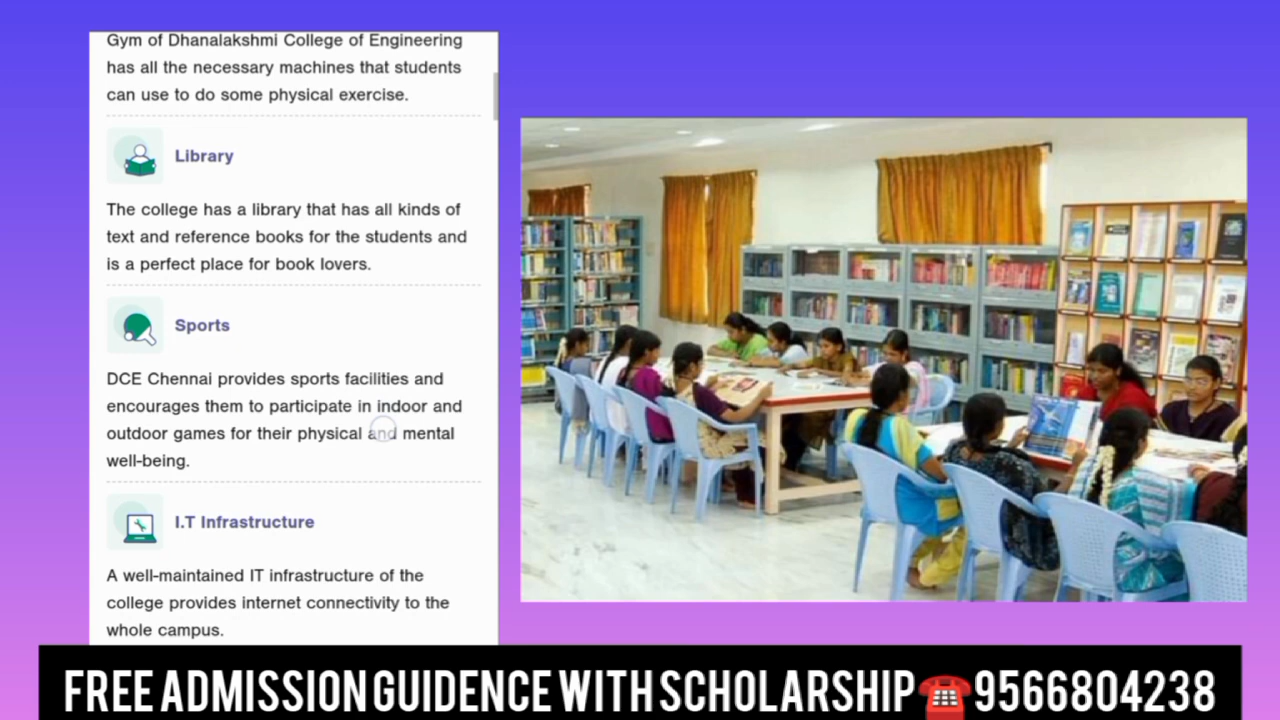 Gym of Dhanalakshmi College of Engineering
has all the necessary machines that students
can use to do some physical exercise.
Library
The college has a library that has all kinds of
text and reference books for the students and
is a perfect place for book lovers.
Sports
DCE Chennai provides sports facilities and
encourages them to participate in indoor and
outdoor games for their physical and mental
well-being.
I.T Infrastructure
A well-maintained IT infrastructure of the
college provides internet connectivity to the
whole campus.
FREE ADMISSION GUIDENCE WITH SCHOLARSHIP☎️9566804238